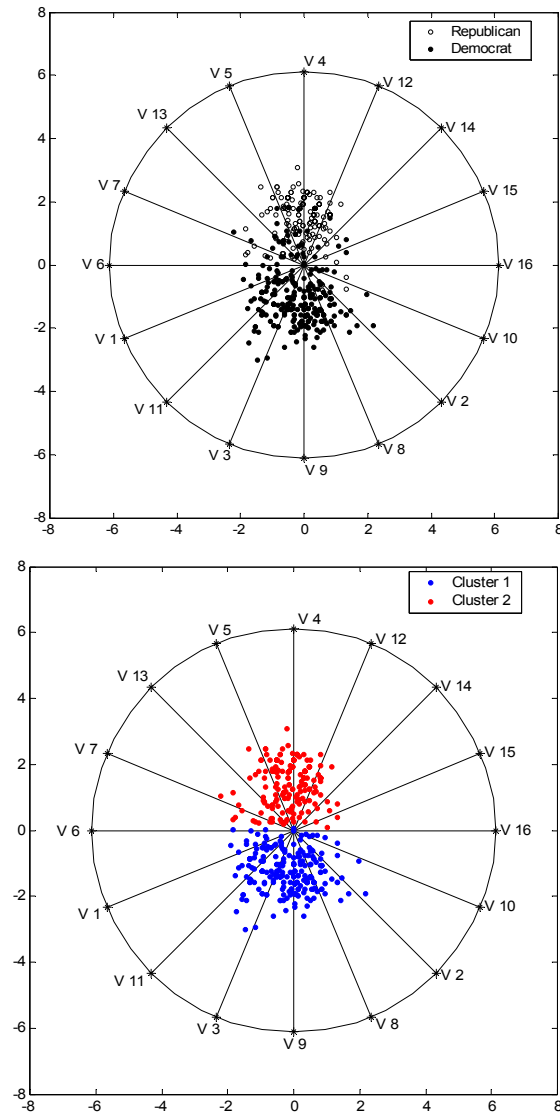 8
Republican
Democrat
V 4
6
V 5
V 12
V 13
V 14
4
V 7
V 15
2
0
V 6
V 16
-2
V 1
V 10
-4
V 11
V 2
V 3
V 8
-6
V 9
-8
-8 -6 -4 -2 0 2 4 6 8
8
Cluster 1
Cluster 2
V 4
6
V 5
V 12
V 13
V 14
4
V 7
V 15
2
0
V 6
V 16
-2
V 1
V 10
-4
V 11
V 2
V 3
V 8
-6
V 9
-8
-8 -6 -4 -2 0 2 4 6 8